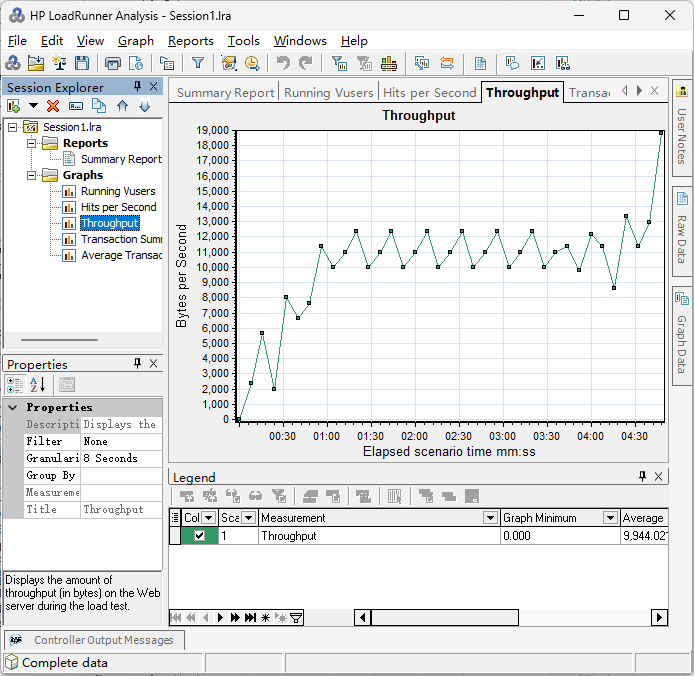 HP LoadRunner Analysis - Session1.lra
File Edit View Graph Reports Tools Windows Help
Session Explorer
Session1.lra
Reports
Summary Report
Graphs
Running Vusers
Hits per Second
Throughput
Transaction Sum
Average Transac
Properties
Properties
Descripti Displays the
Filter None
Granulari 8 Seconds
Group By
Measureme
Title Throughput
Displays the amount of
throughput (in bytes) on the Web
server during the load test.
Summary Report Running Vusers Hits per Second Throughput Transac
Throughput
Bytes per Second
19,000
18,000
17,000
16,000
15,000
14,000
13,000
12,000
11,000
10,000
9,000
8,000
7,000
6,000
5,000
4,000
3,000
2,000
1,000
0
00:30 01:00 01:30 02:00 02:30 03:00 03:30 04:00 04:30
Elapsed scenario time mm:ss
User Notes
Raw Data
Graph Data
Legend
Col Sca Measurement Graph Minimum Average
1 Throughput 0.000 9,944.02
Controller Output Messages
Complete data